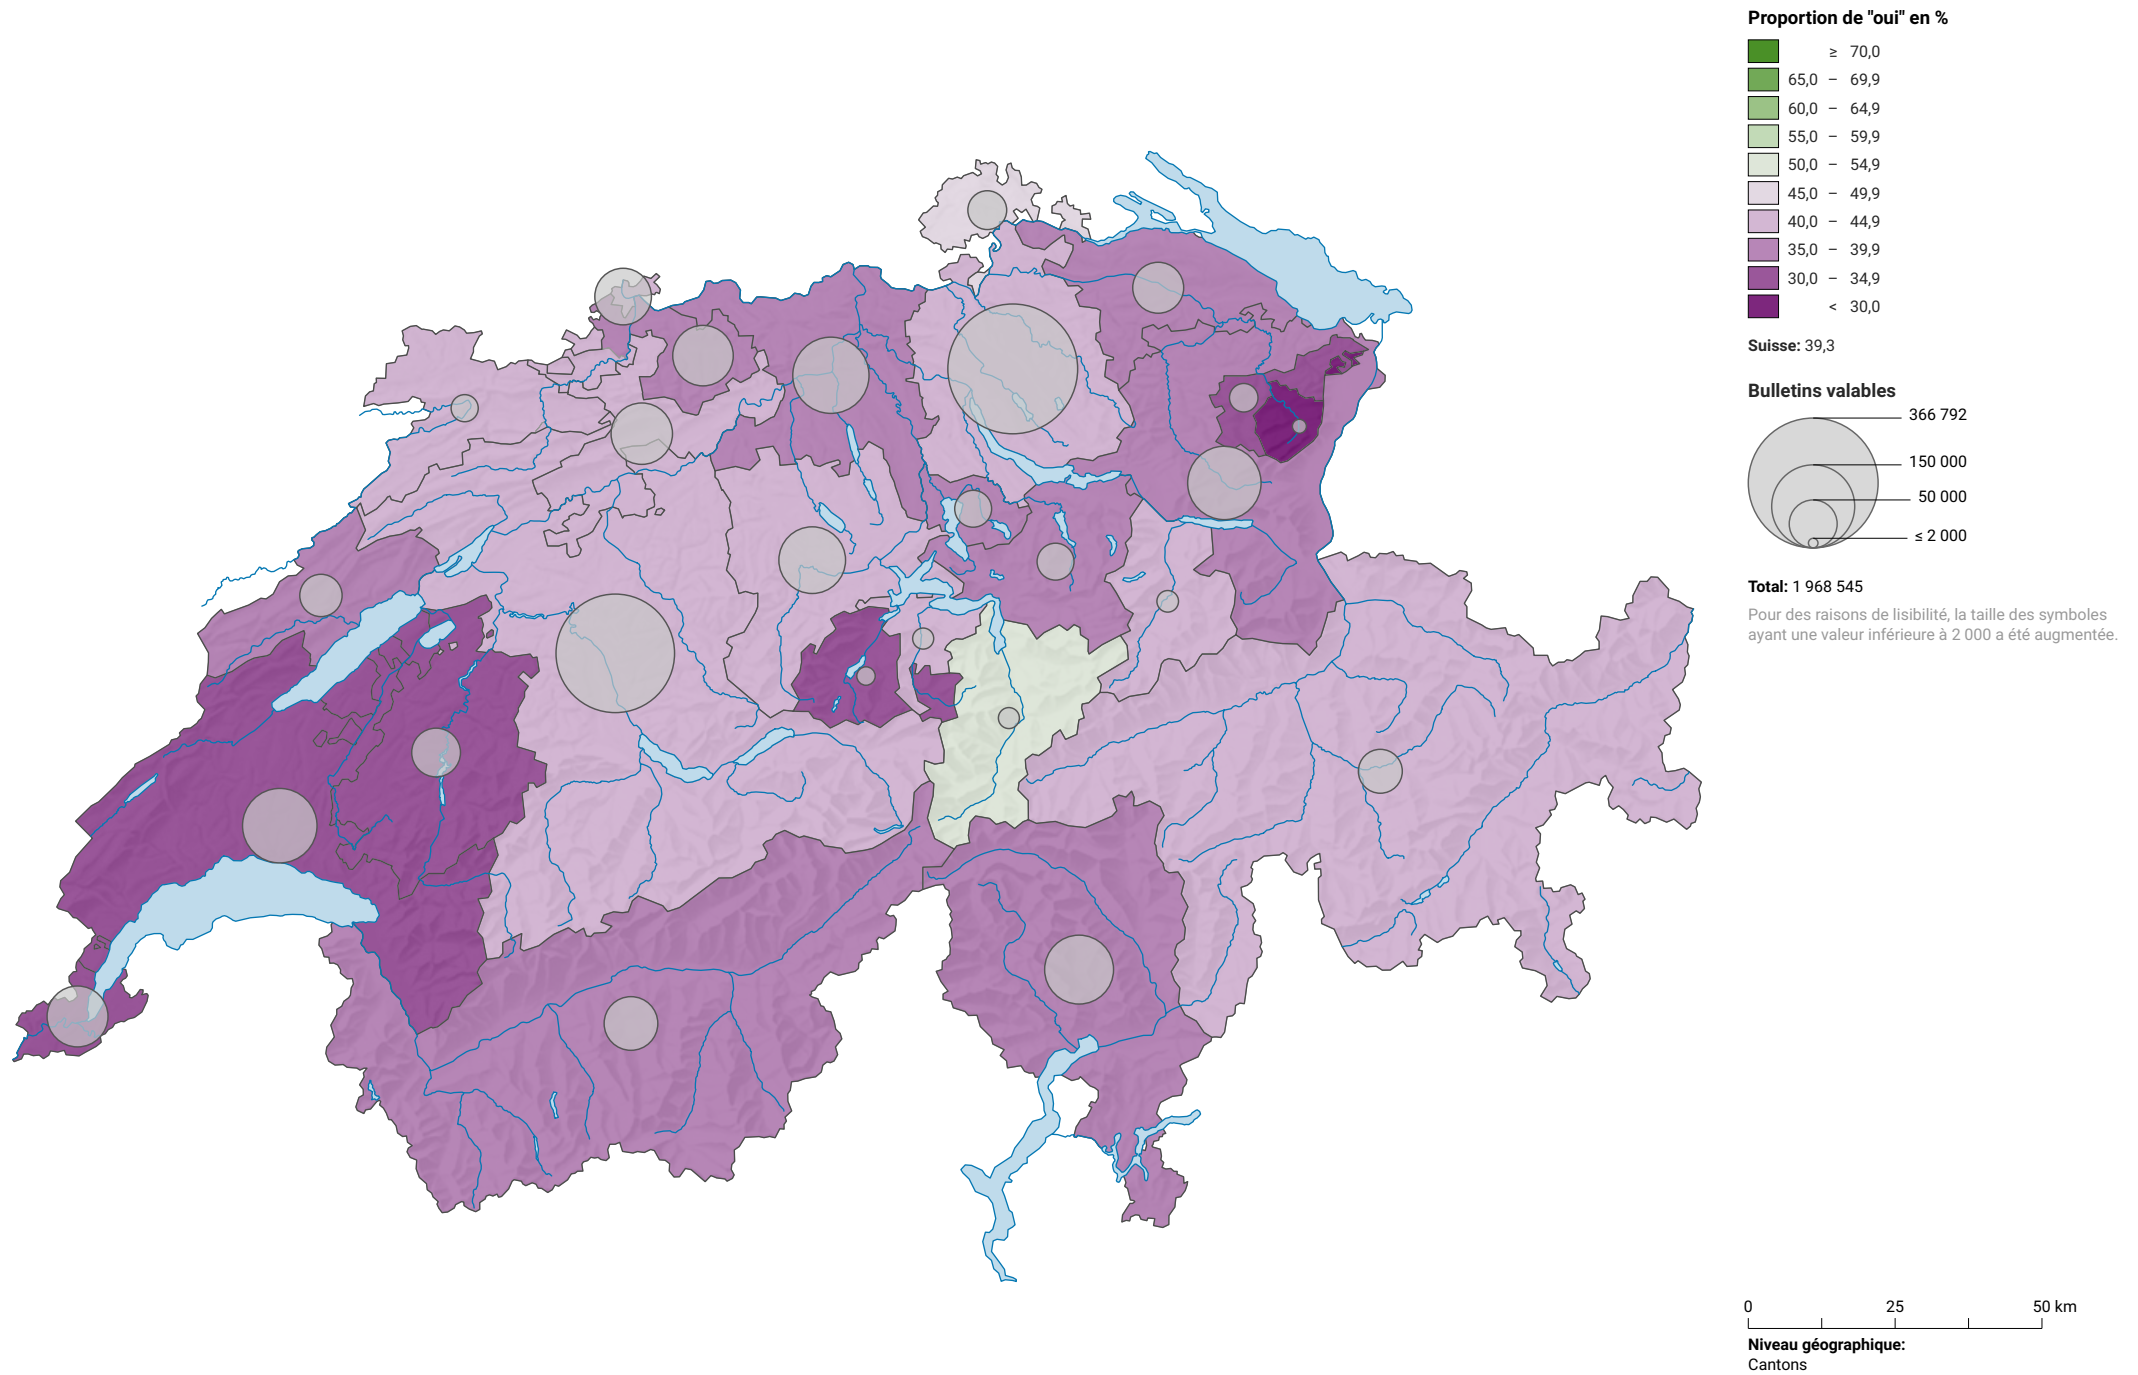 Proportion de "oui" en %
≥ 70,0
65,0 – 69,9
60,0 – 64,9
55,0 – 59,9
50,0 – 54,9
45,0 – 49,9
40,0 – 44,9
35,0 – 39,9
30,0 – 34,9
< 30,0
Suisse: 39,3
Bulletins valables
366 792
150 000
50 000
≤ 2 000
Total: 1 968 545
Pour des raisons de lisibilité, la taille des symboles
ayant une valeur inférieure à 2 000 a été augmentée.
0 25 50 km
Niveau géographique:
Cantons